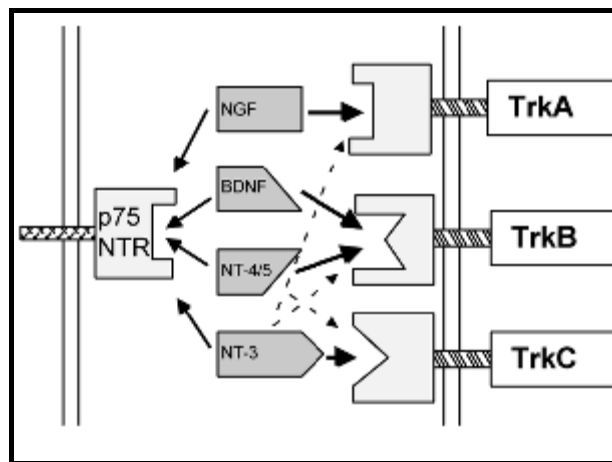 NGF
TrkA
BDNF
p75
NTR
TrkB
NT-4/5
NT-3
TrkC